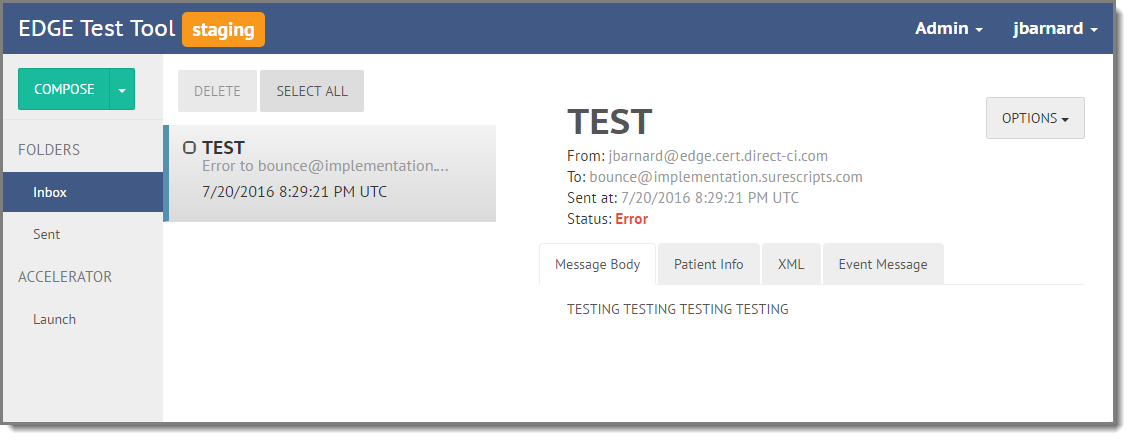 EDGE Test Tool staging
Admin
jbarnard
COMPOSE
FOLDERS
Inbox
Sent
ACCELERATOR
Launch
DELETE
SELECT ALL
TEST
Error to bounce@implementation....
7/20/2016 8:29:21 PM UTC
TEST
OPTIONS
From: jbarnard@edge.cert.direct-ci.com
To: bounce@implementation.surescripts.com
Sent at: 7/20/2016 8:29:21 PM UTC
Status: Error
Message Body
Patient Info
XML
Event Message
TESTING TESTING TESTING TESTING